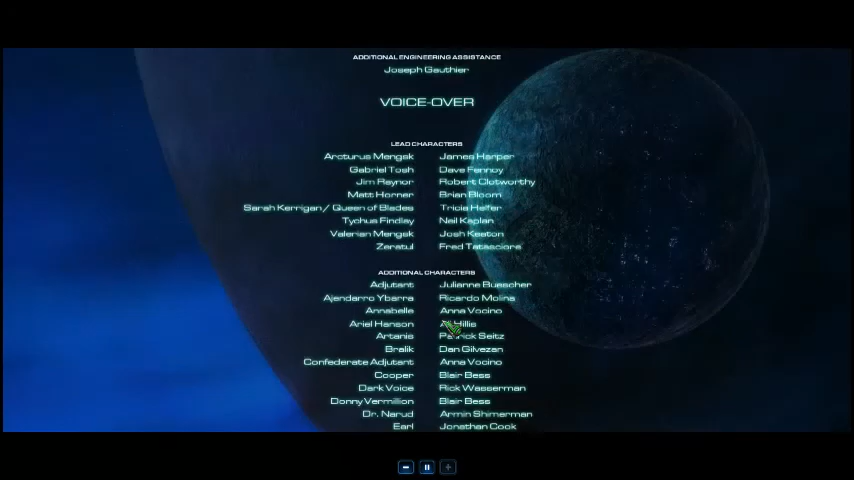 ADDITIONAL ENGINEERING ASSISTANCE
Joseph Gauthier
VOICE-OVER
LEAD CHARACTERS
Arcturus Mengsk James Harper
Gabriel Tosh Dave Fennoy
Jim Raynor Robert Clotworthy
Matt Horner Brian Bloom
Sarah Kerrigan / Queen of Blades Tricia Helfer
Tychus Findlay Neil Kaplan
Valerian Mengsk Josh Keaton
Zeratul Fred Tatasciore
ADDITIONAL CHARACTERS
Adjutant Julianne Buescher
Ajendarro Ybarra Ricardo Molina
Annabelle Anna Vocino
Ariel Hanson Hillis
Artanis Patrick Seitz
Bralik Dan Gilvezan
Confederate Adjutant Anna Vocino
Cooper Blair Bess
Dark Voice Rick Wasserman
Donny Vermillion Blair Bess
Dr. Narud Armin Shimerman
Earl Jonathan Cook